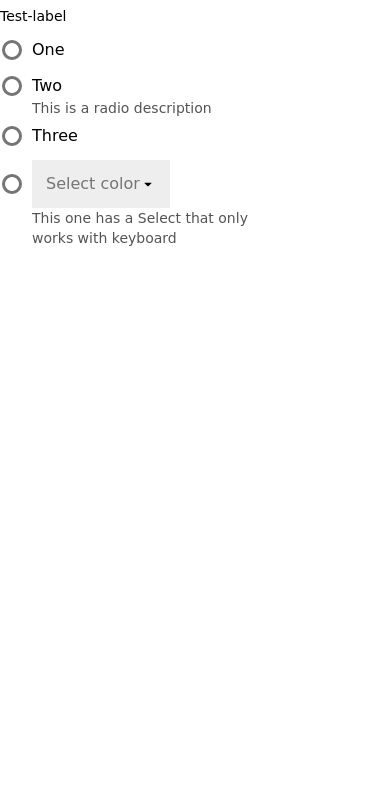 Test-label
One
Two
This is a radio description
Three
Select color
This one has a Select that only
works with keyboard